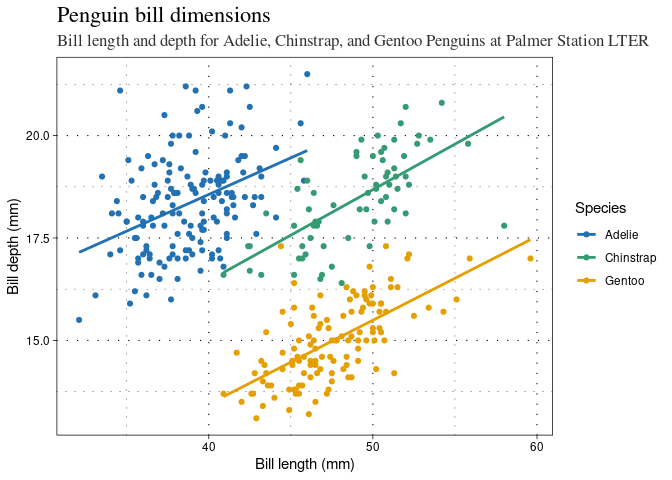 Penguin bill dimensions
Bill length and depth for Adelie, Chinstrap, and Gentoo Penguins at Palmer Station LTER
Bill depth (mm)
20.0
17.5
15.0
40
50
60
Bill length (mm)
Species
Adelie
Chinstrap
Gentoo